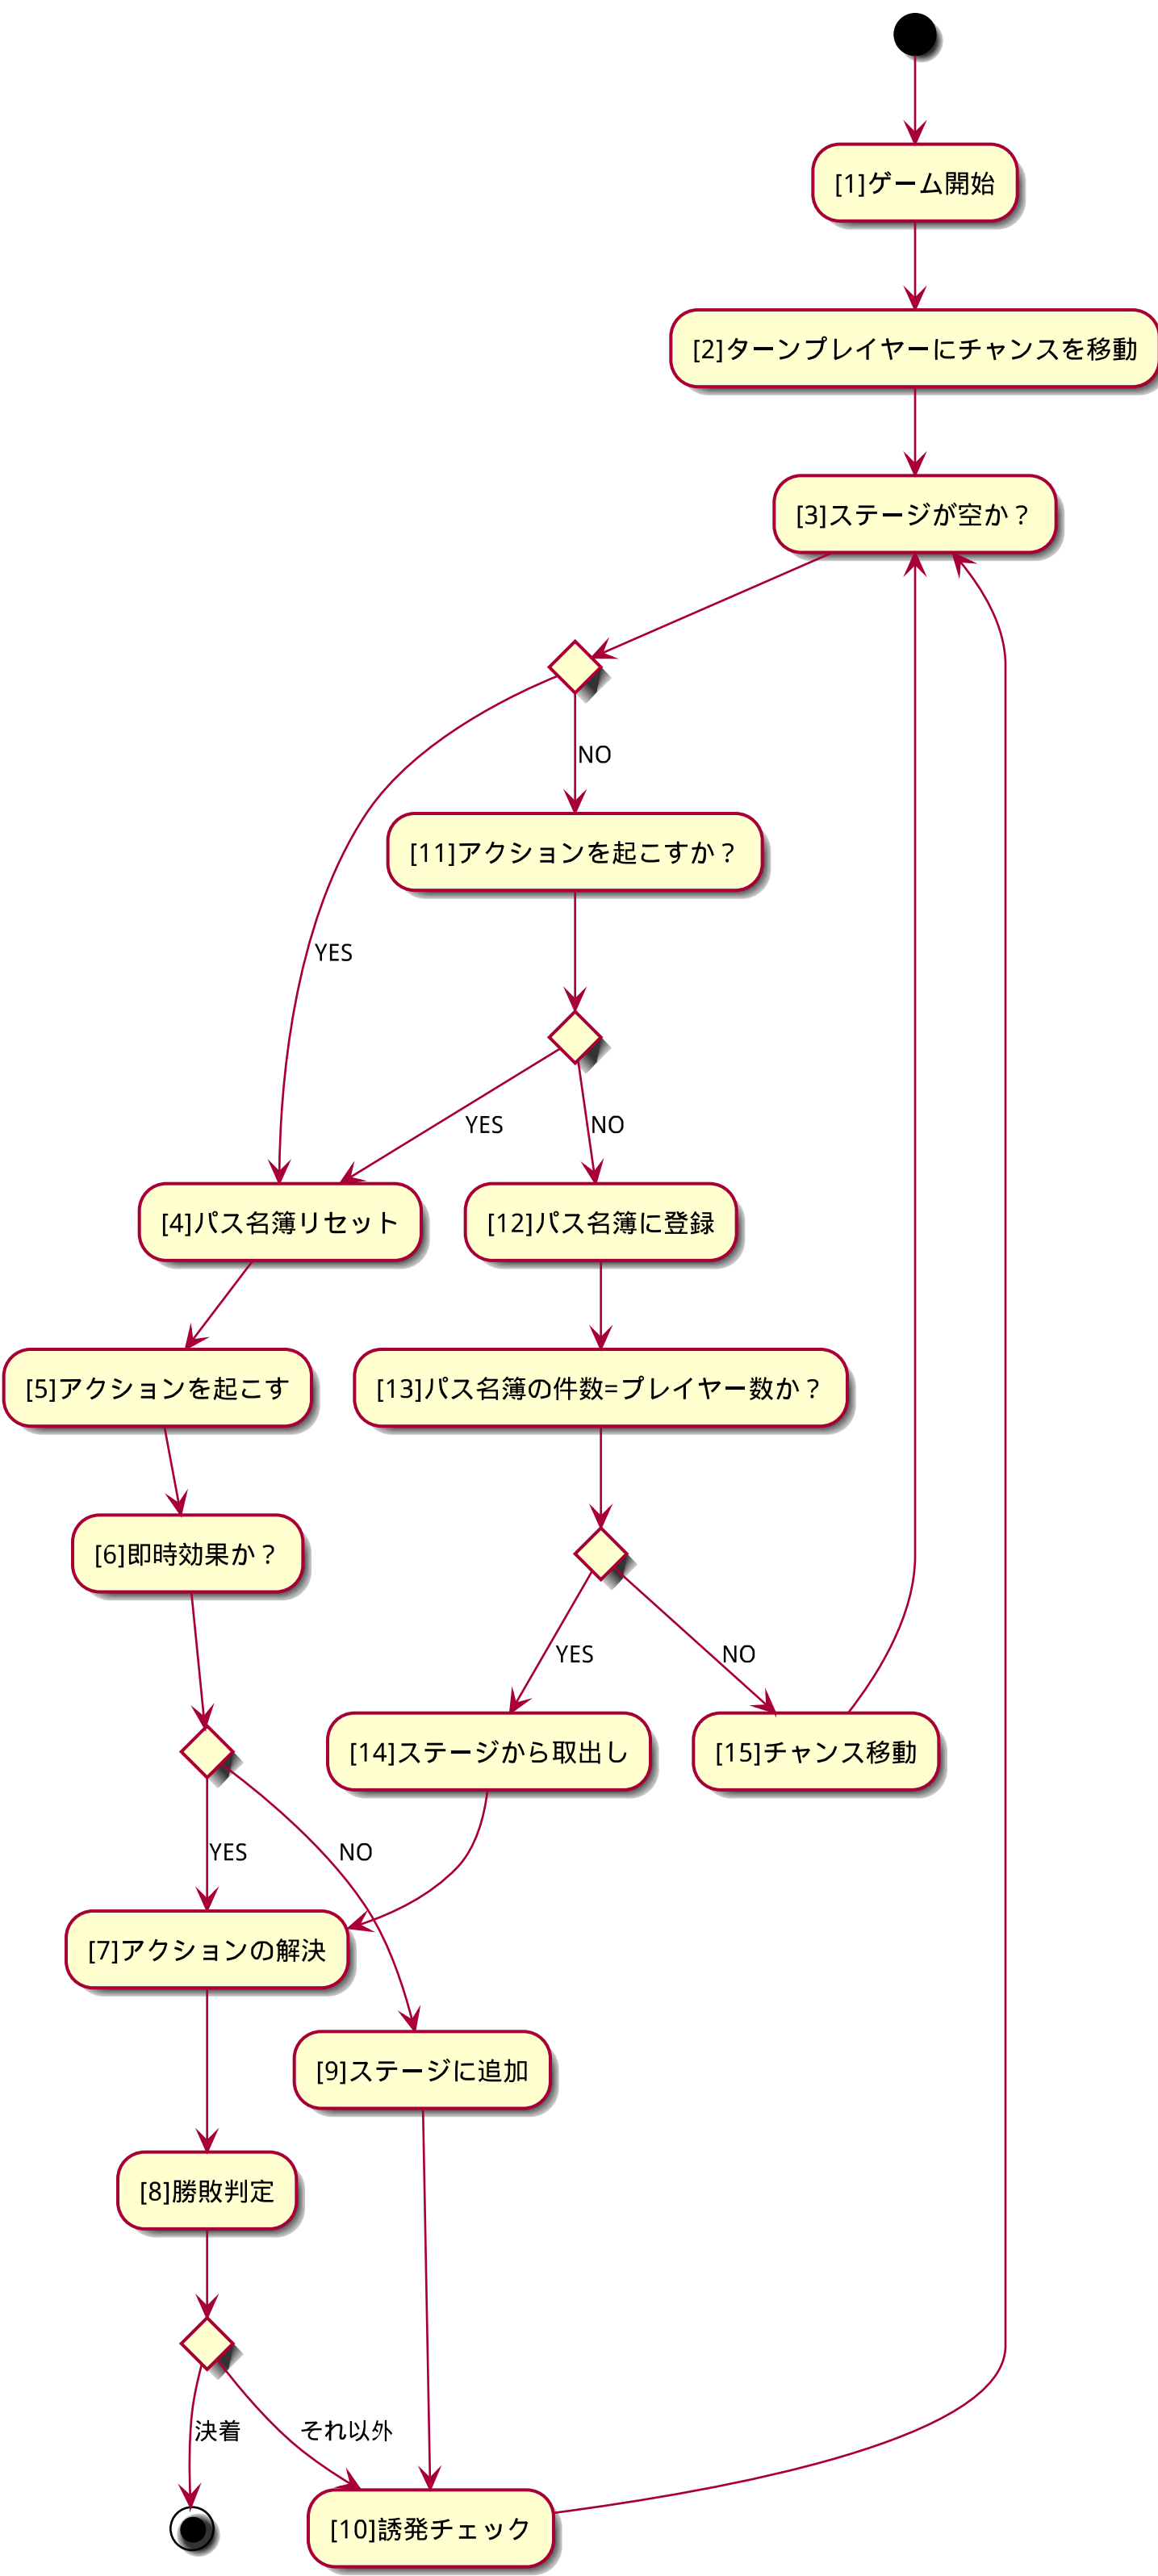 [1]ゲーム開始
[2]ターンプレイヤーにチャンスを移動
[3]ステージが空か？
NO
[11]アクションを起こすか？
YES
YES
NO
[4]パス名簿リセット
[12]パス名簿に登録
[5]アクションを起こす
[13]パス名簿の件数=プレイヤー数か？
[6]即時効果か？
YES
NO
[14]ステージから取出し
[15]チャンス移動
YES
NO
[7]アクションの解決
[9]ステージに追加
[8]勝敗判定
決着
それ以外
[10]誘発チェック